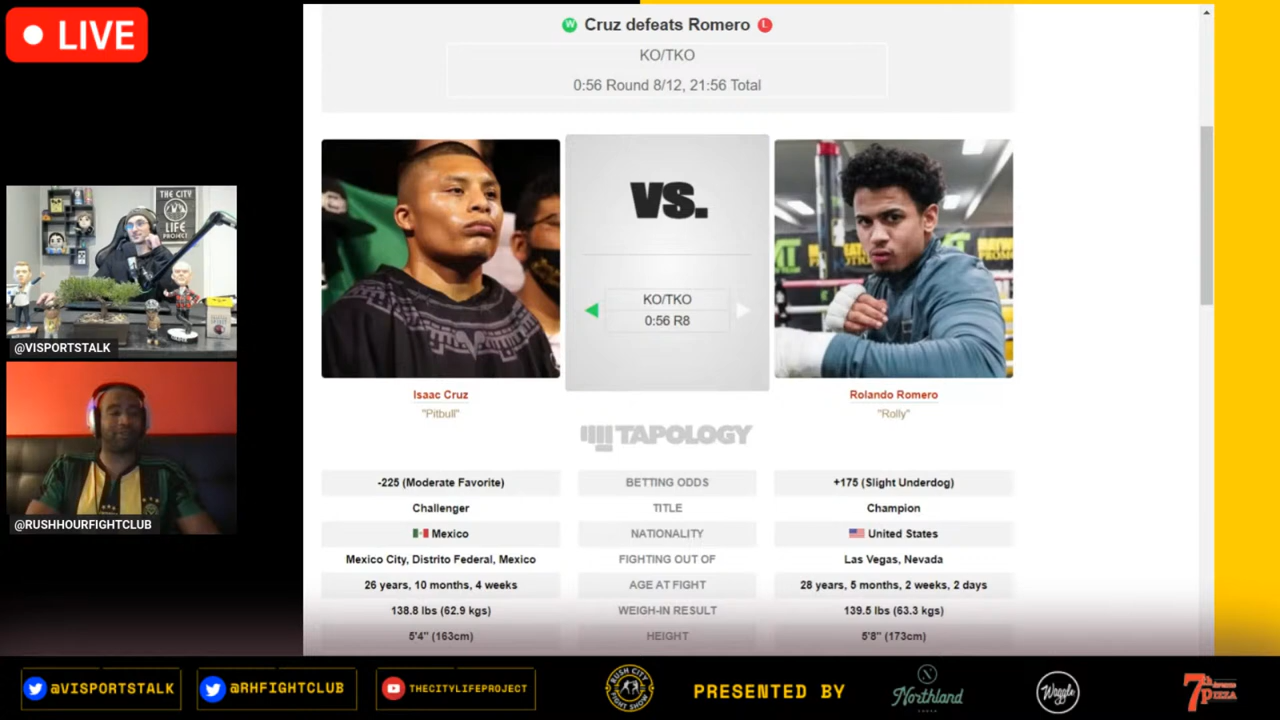 LIVE
W Cruz defeats Romero L
KO/TKO
0:56 Round 8/12, 21:56 Total
VS.
KO/TKO
0:56 R8
THE CITY
LIFE
PROJECT
@VISPORTSTALK
@RUSHHOURFIGHTCLUB
Isaac Cruz
"Pitbull"
Rolando Romero
"Rolly"
TAPOLOGY
-225 (Moderate Favorite) BETTING ODDS +175 (Slight Underdog)
Challenger TITLE Champion
Mexico NATIONALITY United States
Mexico City, Distrito Federal, Mexico FIGHTING OUT OF Las Vegas, Nevada
26 years, 10 months, 4 weeks AGE AT FIGHT 28 years, 5 months, 2 weeks, 2 days
138.8 lbs (62.9 kgs) WEIGH-IN RESULT 139.5 lbs (63.3 kgs)
5'4" (163cm) HEIGHT 5'8" (173cm)
@VISPORTSTALK
@RHFIGHTCLUB
THECITYLIFEPROJECT
RUSH CITY
FIGHT SHOW
PRESENTED BY
N
Northland
Waggle
7th
PIZZA